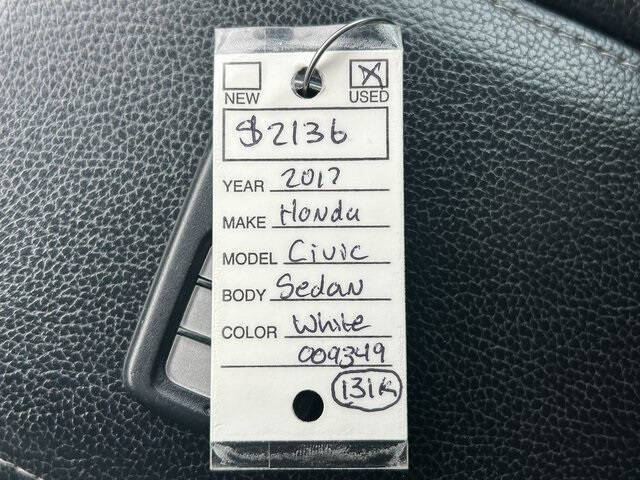 NEW USED
$2136
YEAR 2017
MAKE Honda
MODEL Civic
BODY Sedan
COLOR White
009349
131K